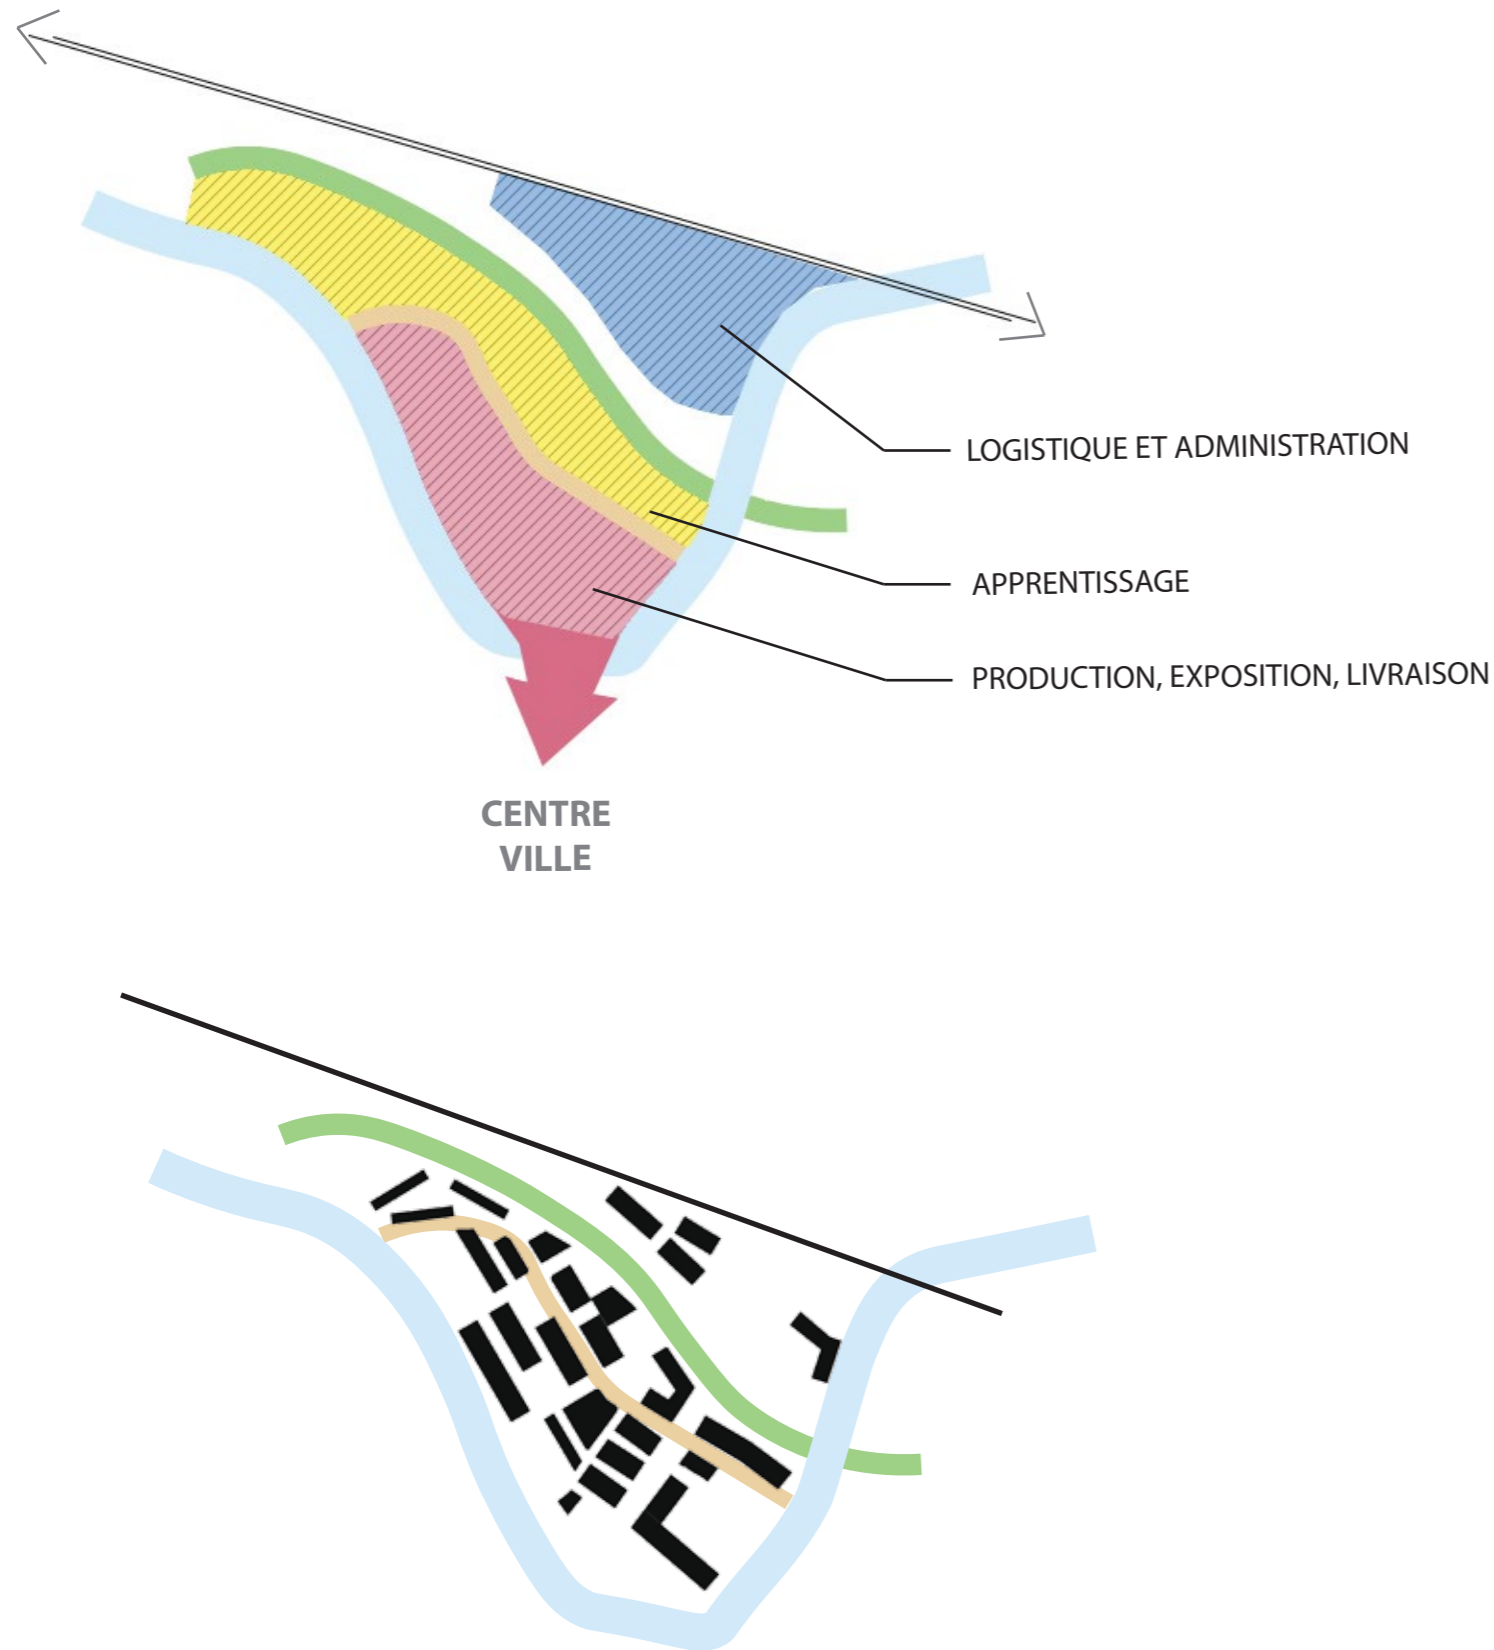 LOGISTIQUE ET ADMINISTRATION
APPRENTISSAGE
PRODUCTION, EXPOSITION, LIVRAISON
CENTRE
VILLE